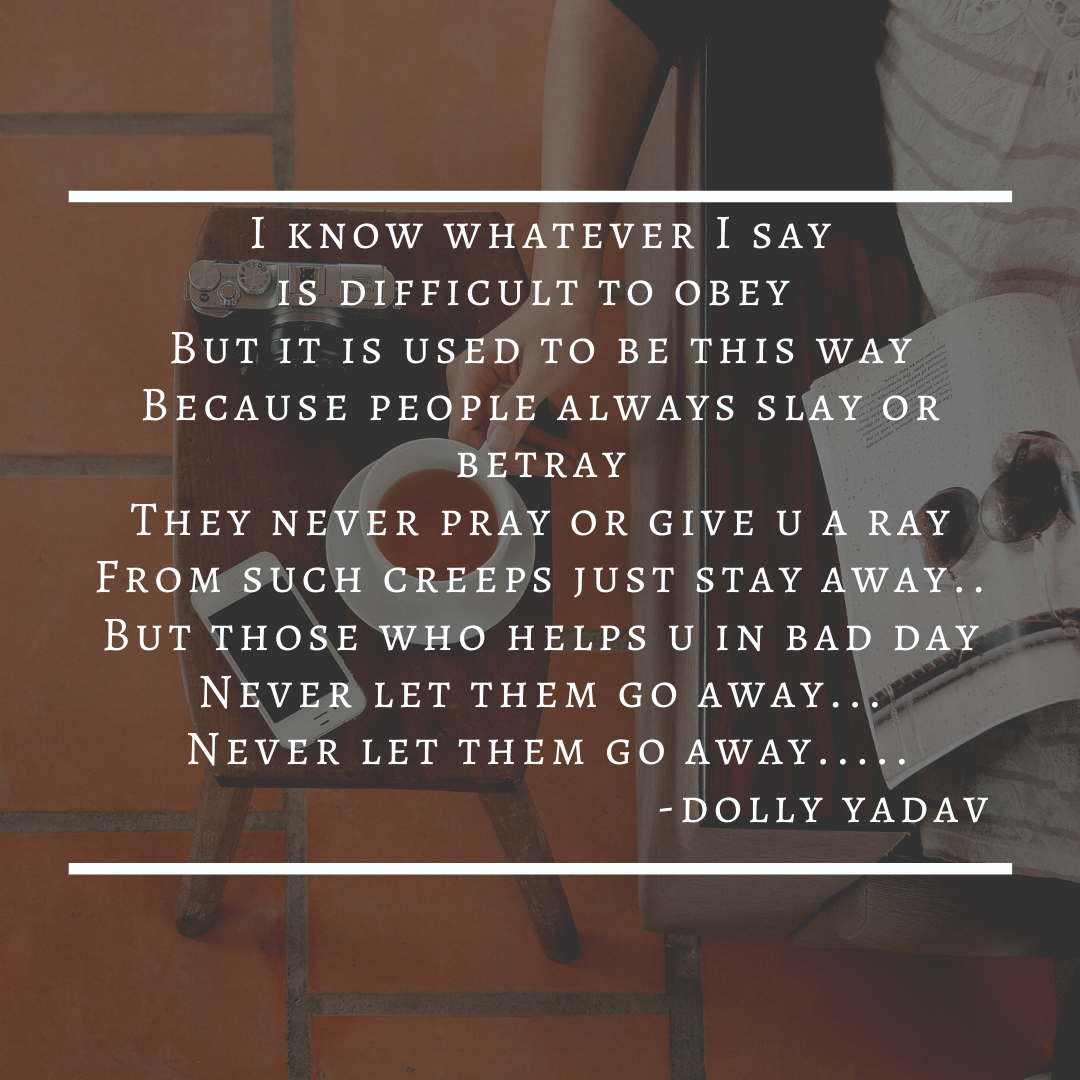 I know whatever I say
is difficult to obey
But it is used to be this way
Because people always slay or
betray
They never pray or give u a ray
From such creeps just stay away..
But those who helps u in bad day
Never let them go away...
Never let them go away.....
-Dolly Yadav